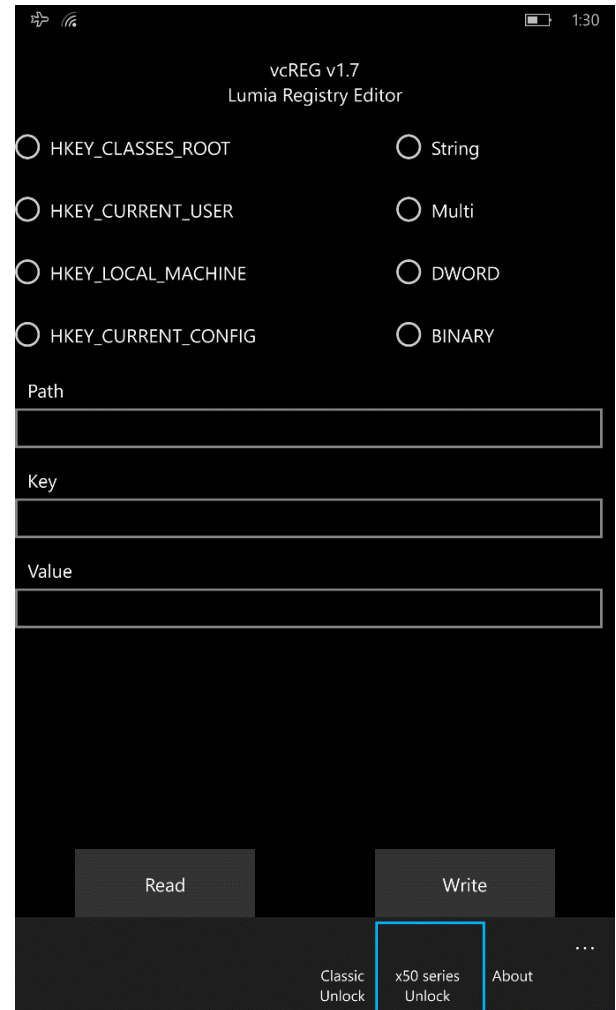 1:30
vcREG v1.7
Lumia Registry Editor
HKEY_CLASSES_ROOT String
HKEY_CURRENT_USER Multi
HKEY_LOCAL_MACHINE DWORD
HKEY_CURRENT_CONFIG BINARY
Path
Key
Value
Read Write
...
Classic x50 series About
Unlock Unlock